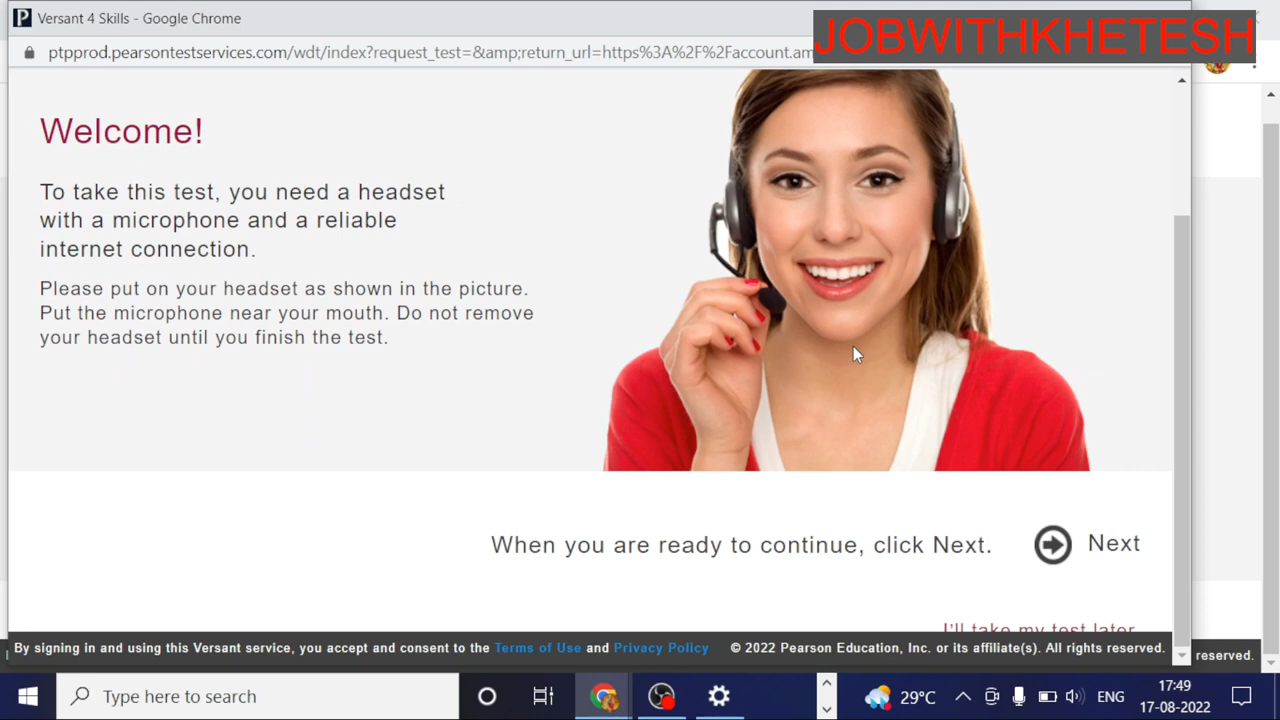 Versant 4 Skills - Google Chrome
JOBWITHKHETESH
ptpprod.pearsontestservices.com/wdt/index?request_test=&amp;return_url=https%3A%2F%2Faccount.am
Welcome!
To take this test, you need a headset
with a microphone and a reliable
internet connection.
Please put on your headset as shown in the picture.
Put the microphone near your mouth. Do not remove
your headset until you finish the test.
When you are ready to continue, click Next.
Next
I'll take my test later
By signing in and using this Versant service, you accept and consent to the Terms of Use and Privacy Policy © 2022 Pearson Education, Inc. or its affiliate(s). All rights reserved.
reserved.
Type here to search
29°C
ENG
17:49
17-08-2022